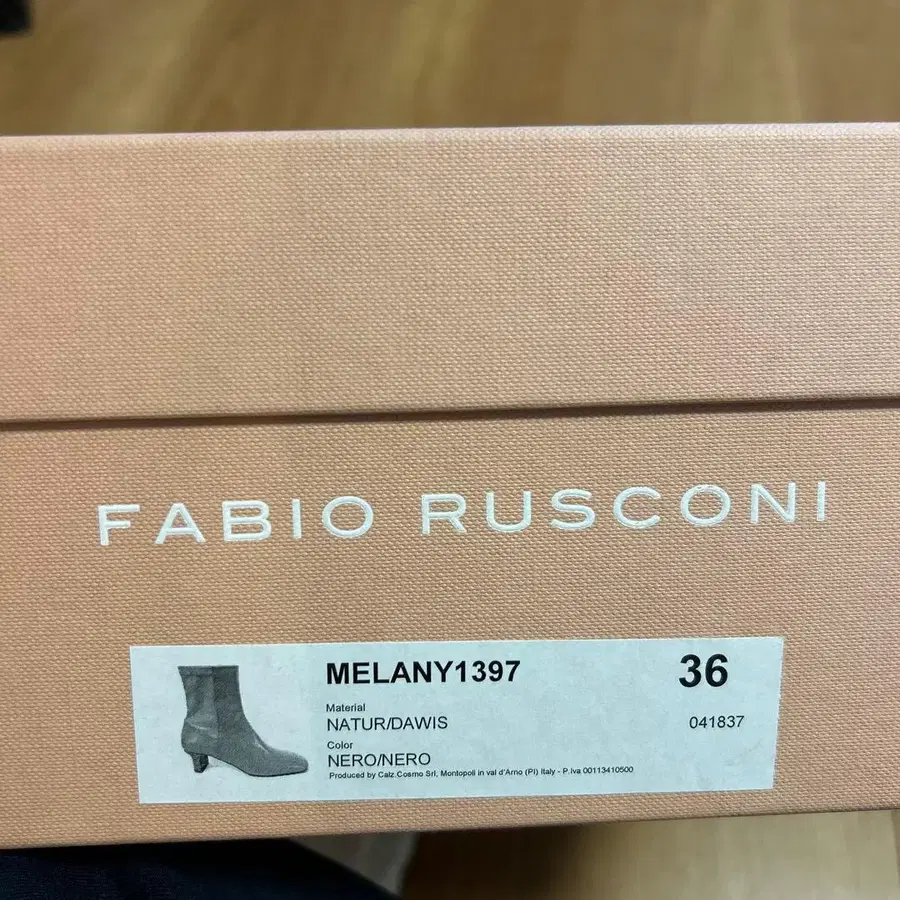 FABIO RUSCONI
MELANY1397 36
Material
NATUR/DAWIS 041837
Color
NERO/NERO
Produced by Calz.Cosmo Srl, Montopoli in val d'Arno (PI) Italy - P.Iva 00113410500